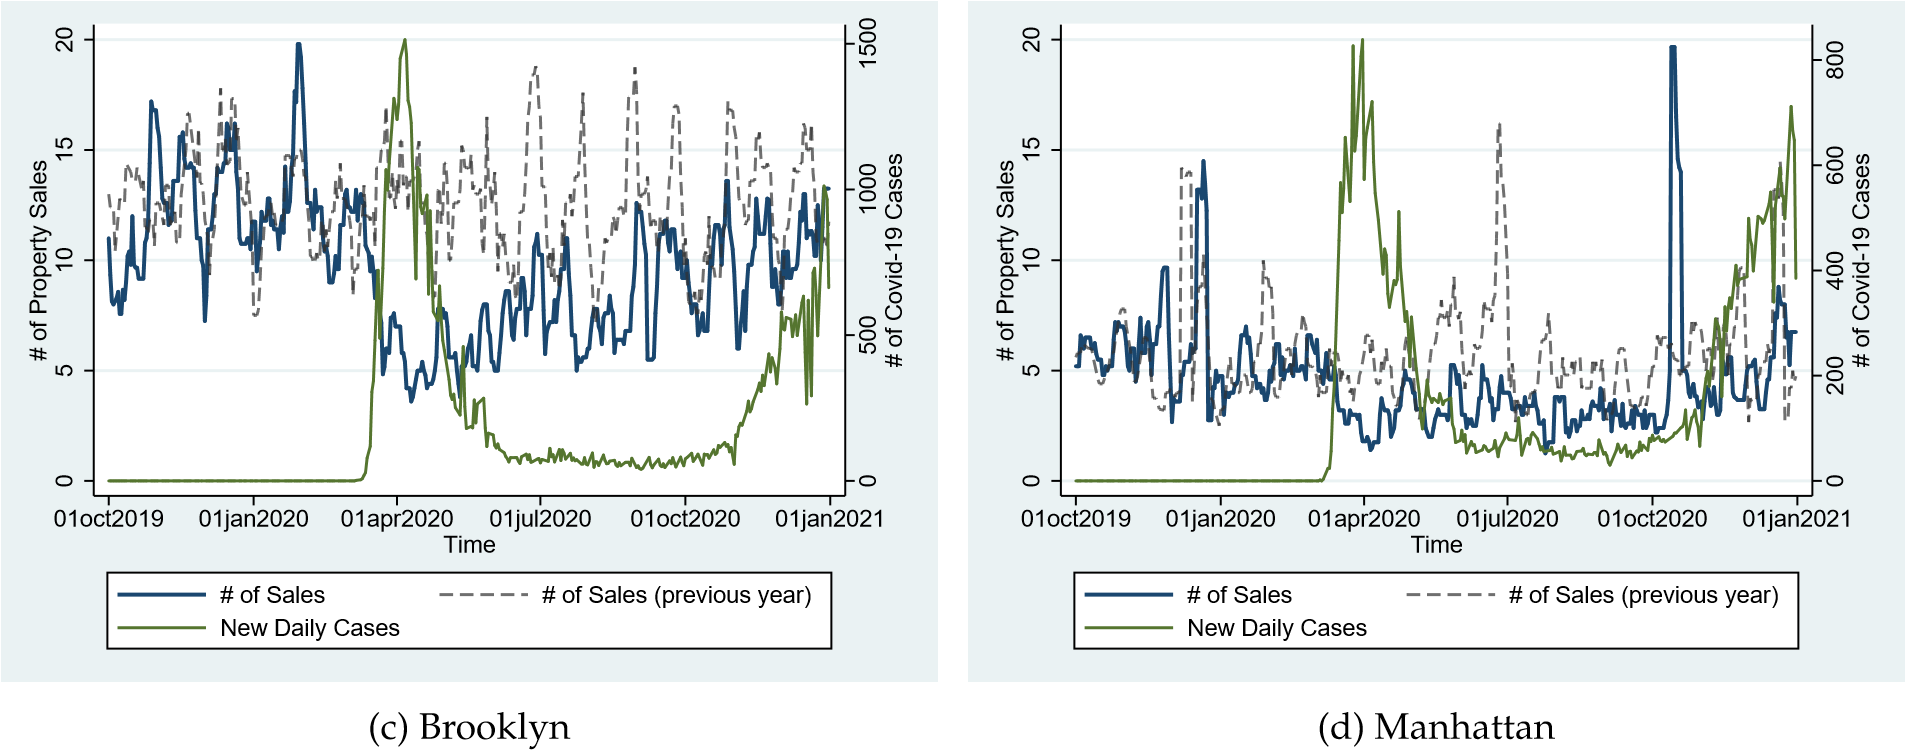 # of Property Sales
20
15
10
5
0
1500
1000
500
0
# of Covid-19 Cases
01oct2019 01jan2020 01apr2020 01jul2020 01oct2020 01jan2021
Time
# of Sales
# of Sales (previous year)
New Daily Cases
(c) Brooklyn
# of Property Sales
20
15
10
5
0
800
600
400
200
0
# of Covid-19 Cases
01oct2019 01jan2020 01apr2020 01jul2020 01oct2020 01jan2021
Time
# of Sales
# of Sales (previous year)
New Daily Cases
(d) Manhattan